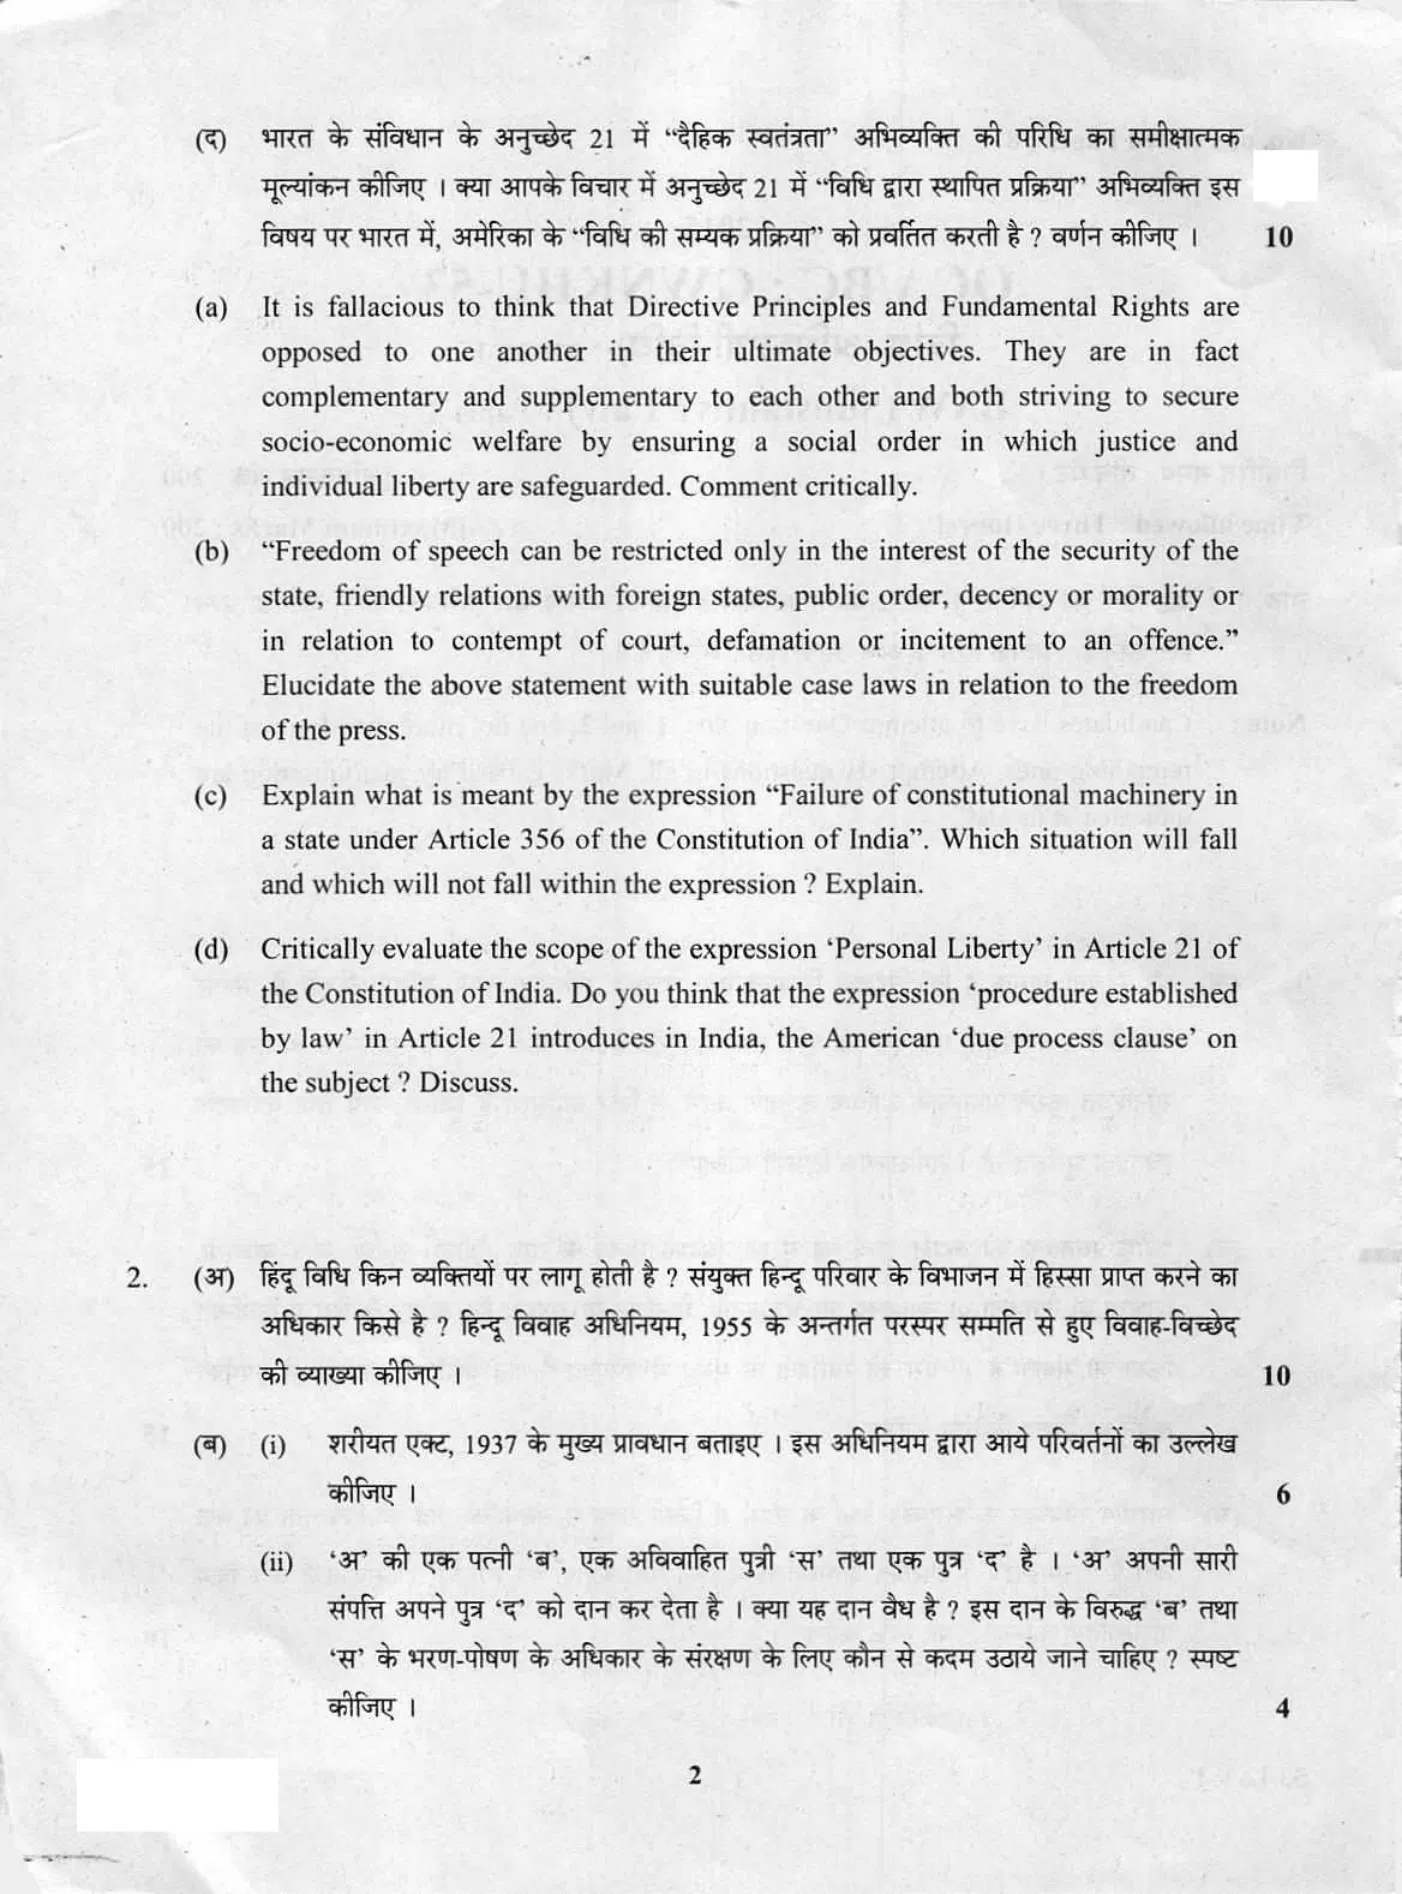 (द) भारत के संविधान के अनुच्छेद 21 में “दैहिक स्वतंत्रता” अभिव्यक्ति की परिधि का समीक्षात्मक
मूल्यांकन कीजिए । क्या आपके विचार में अनुच्छेद 21 में “विधि द्वारा स्थापित प्रक्रिया” अभिव्यक्ति इस
विषय पर भारत में, अमेरिका के “विधि की सम्यक प्रक्रिया” को प्रवर्तित करती है ? वर्णन कीजिए । 10
(a) It is fallacious to think that Directive Principles and Fundamental Rights are
opposed to one another in their ultimate objectives. They are in fact
complementary and supplementary to each other and both striving to secure
socio-economic welfare by ensuring a social order in which justice and
individual liberty are safeguarded. Comment critically.
(b) “Freedom of speech can be restricted only in the interest of the security of the
state, friendly relations with foreign states, public order, decency or morality or
in relation to contempt of court, defamation or incitement to an offence.”
Elucidate the above statement with suitable case laws in relation to the freedom
of the press.
(c) Explain what is meant by the expression “Failure of constitutional machinery in
a state under Article 356 of the Constitution of India”. Which situation will fall
and which will not fall within the expression ? Explain.
(d) Critically evaluate the scope of the expression ‘Personal Liberty’ in Article 21 of
the Constitution of India. Do you think that the expression ‘procedure established
by law’ in Article 21 introduces in India, the American ‘due process clause’ on
the subject ? Discuss.
2. (अ) हिंदू विधि किन व्यक्तियों पर लागू होती है ? संयुक्त हिन्दू परिवार के विभाजन में हिस्सा प्राप्त करने का
अधिकार किसे है ? हिन्दू विवाह अधिनियम, 1955 के अन्तर्गत परस्पर सम्मति से हुए विवाह-विच्छेद
की व्याख्या कीजिए । 10
(ब) (i) शरीयत एक्ट, 1937 के मुख्य प्रावधान बताइए । इस अधिनियम द्वारा आये परिवर्तनों का उल्लेख
कीजिए । 6
(ii) ‘अ’ की एक पत्नी ‘ब’, एक अविवाहित पुत्री ‘स’ तथा एक पुत्र ‘द’ है । ‘अ’ अपनी सारी
संपत्ति अपने पुत्र ‘द’ को दान कर देता है । क्या यह दान वैध है ? इस दान के विरुद्ध ‘ब’ तथा
‘स’ के भरण-पोषण के अधिकार के संरक्षण के लिए कौन से कदम उठाये जाने चाहिए ? स्पष्ट
कीजिए । 4
2